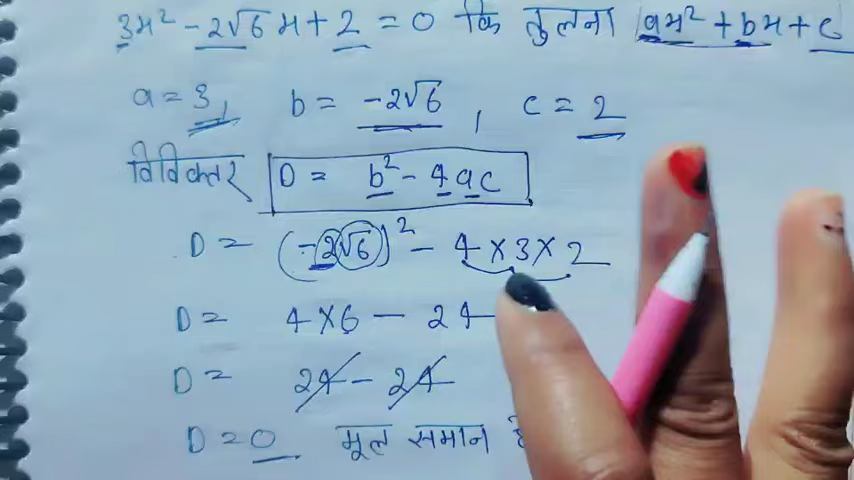 3x² - 2√6 x + 2 = 0 कि तुलना ax² + bx + c
a = 3, b = -2√6, c = 2
विविक्तर D = b² - 4ac
D = (-2√6)² - 4×3×2
D = 4×6 - 24
D = 24 - 24
D = 0 मूल समान